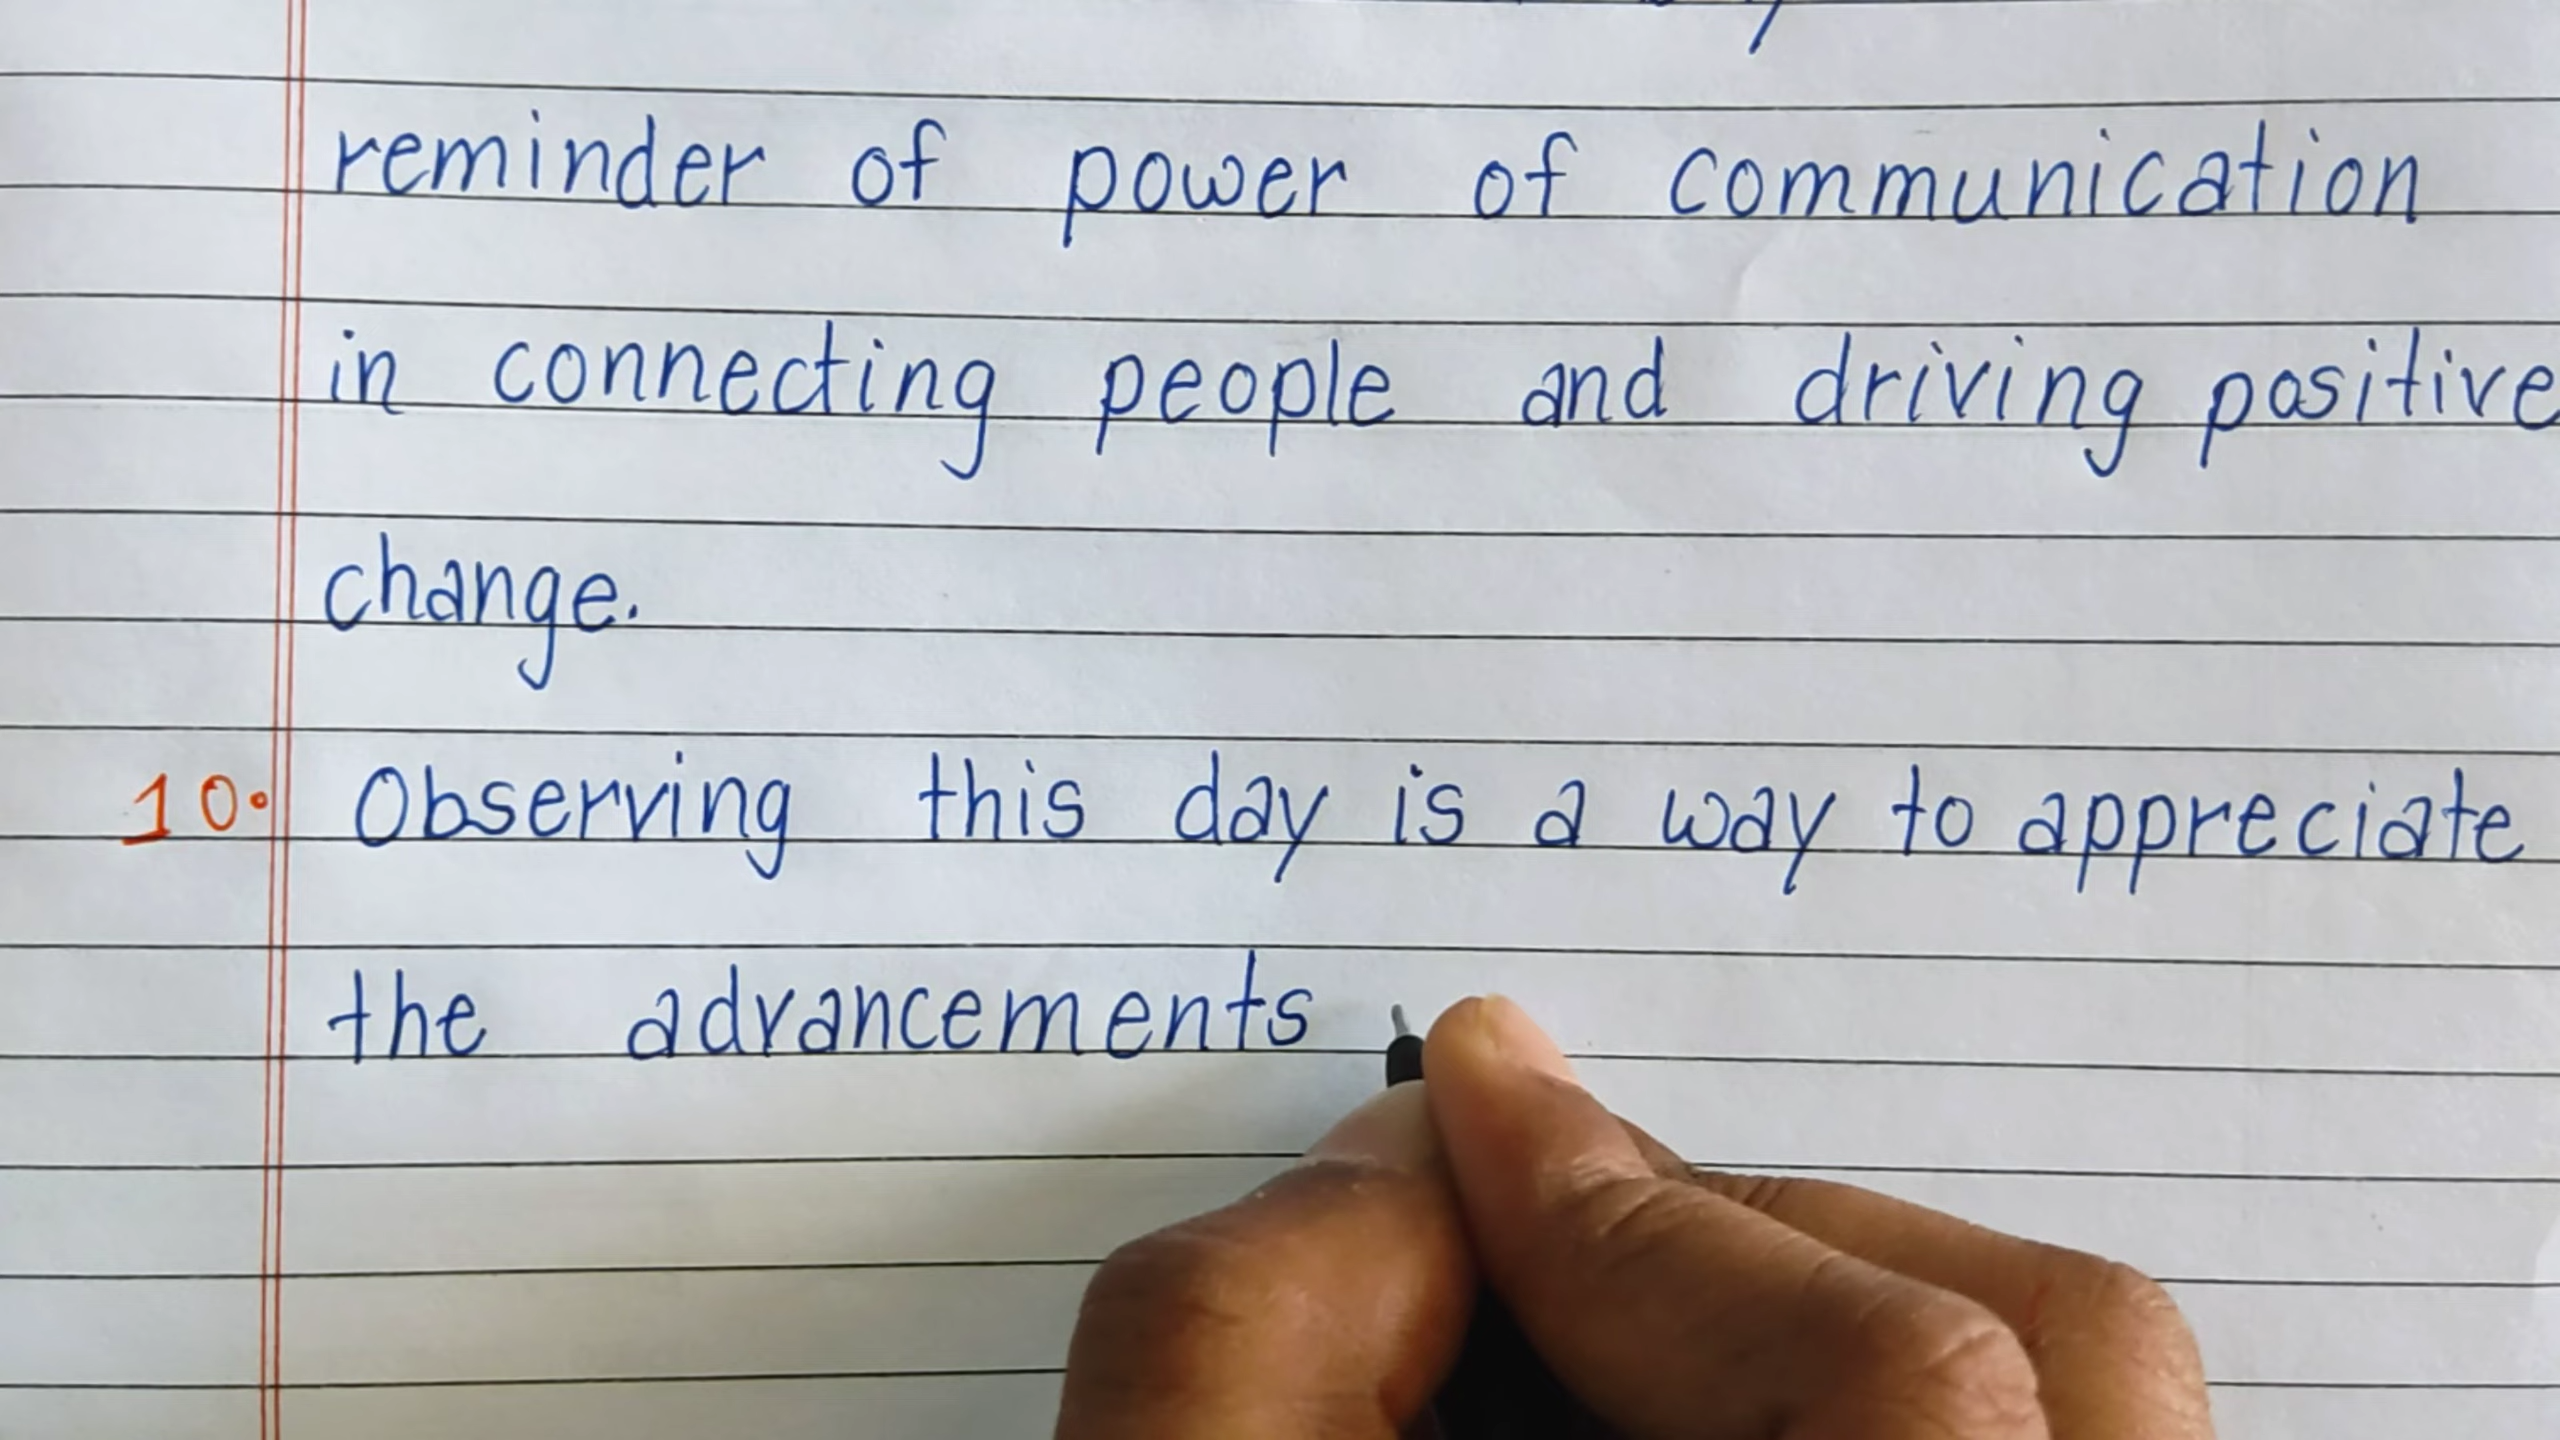 reminder of power of communication
in connecting people and driving positive
change.
10. Observing this day is a way to appreciate
the advancements